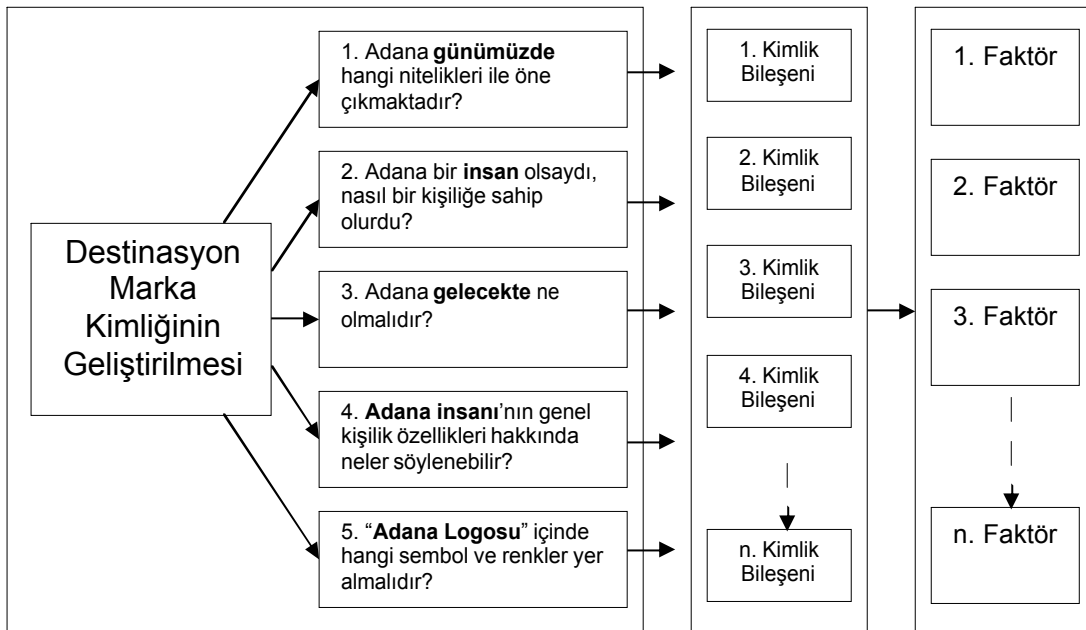 Destinasyon
Marka
Kimliğinin
Geliştirilmesi
1. Adana günümüzde
hangi nitelikleri ile öne
çıkmaktadır?
2. Adana bir insan olsaydı,
nasıl bir kişiliğe sahip
olurdu?
3. Adana gelecekte ne
olmalıdır?
4. Adana insanı’nın genel
kişilik özellikleri hakkında
neler söylenebilir?
5. “Adana Logosu” içinde
hangi sembol ve renkler yer
almalıdır?
1. Kimlik
Bileşeni
2. Kimlik
Bileşeni
3. Kimlik
Bileşeni
4. Kimlik
Bileşeni
n. Kimlik
Bileşeni
1. Faktör
2. Faktör
3. Faktör
n. Faktör